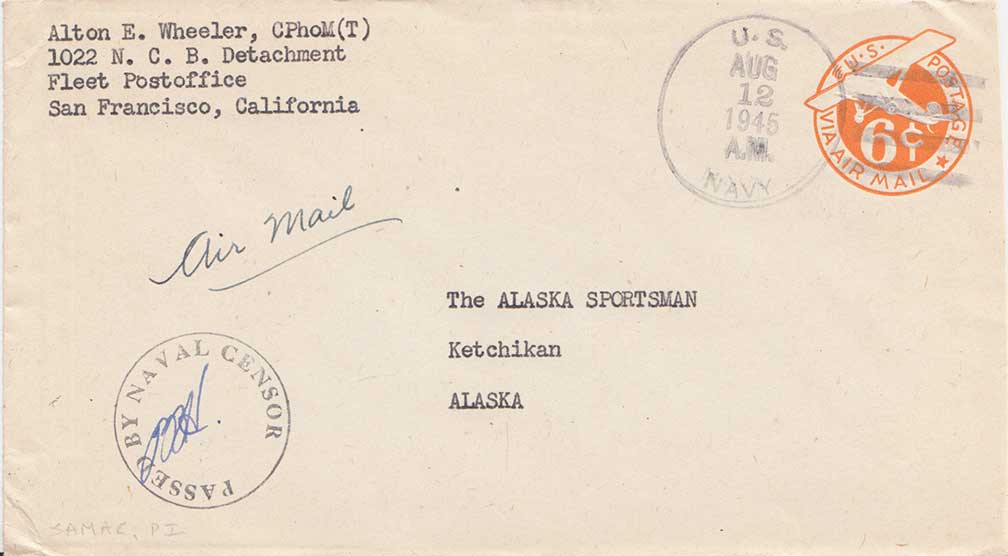 Alton E. Wheeler, CPhoM(T)
1022 N. C. B. Detachment
Fleet Postoffice
San Francisco, California
U.S.
AUG
12
1945
A.M.
NAVY
U.S. POSTAGE
6¢
VIA AIR MAIL
Air Mail
The ALASKA SPORTSMAN
Ketchikan
ALASKA
PASSED BY NAVAL CENSOR
SAMAR, PI